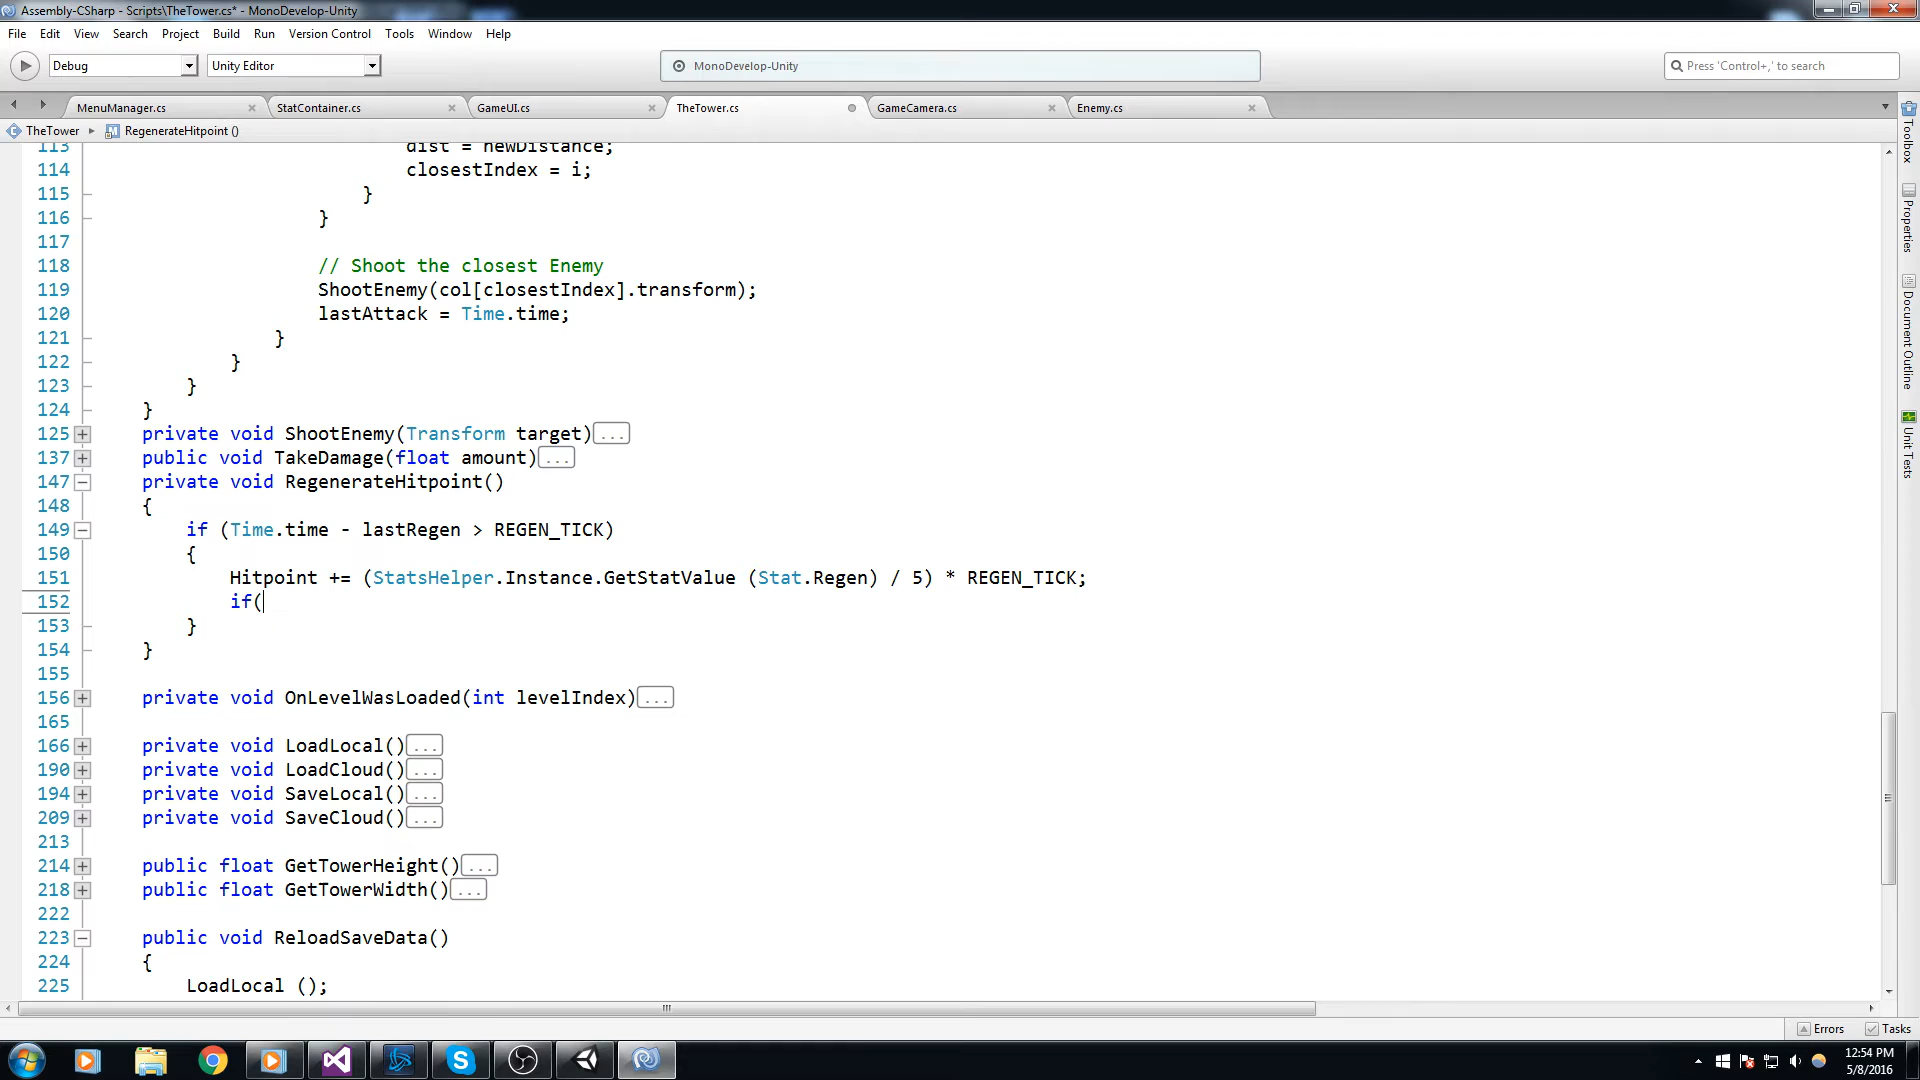 Assembly-CSharp - Scripts\TheTower.cs* - MonoDevelop-Unity
File Edit View Search Project Build Run Version Control Tools Window Help
Debug Unity Editor MonoDevelop-Unity Press 'Control+,' to search
MenuManager.cs StatContainer.cs GameUI.cs TheTower.cs GameCamera.cs Enemy.cs
TheTower RegenerateHitpoint ()
113 dist = newDistance;
114 closestIndex = i;
115 }
116 }
117
118 // Shoot the closest Enemy
119 ShootEnemy(col[closestIndex].transform);
120 lastAttack = Time.time;
121 }
122 }
123 }
124 }
125 private void ShootEnemy(Transform target)...
137 public void TakeDamage(float amount)...
147 private void RegenerateHitpoint()
148 {
149 if (Time.time - lastRegen > REGEN_TICK)
150 {
151 Hitpoint += (StatsHelper.Instance.GetStatValue (Stat.Regen) / 5) * REGEN_TICK;
152 if(
153 }
154 }
155
156 private void OnLevelWasLoaded(int levelIndex)...
165
166 private void LoadLocal()...
190 private void LoadCloud()...
194 private void SaveLocal()...
209 private void SaveCloud()...
213
214 public float GetTowerHeight()...
218 public float GetTowerWidth()...
222
223 public void ReloadSaveData()
224 {
225 LoadLocal ();
Toolbox
Properties
Document Outline
Unit Tests
Errors Tasks
12:54 PM
5/8/2016